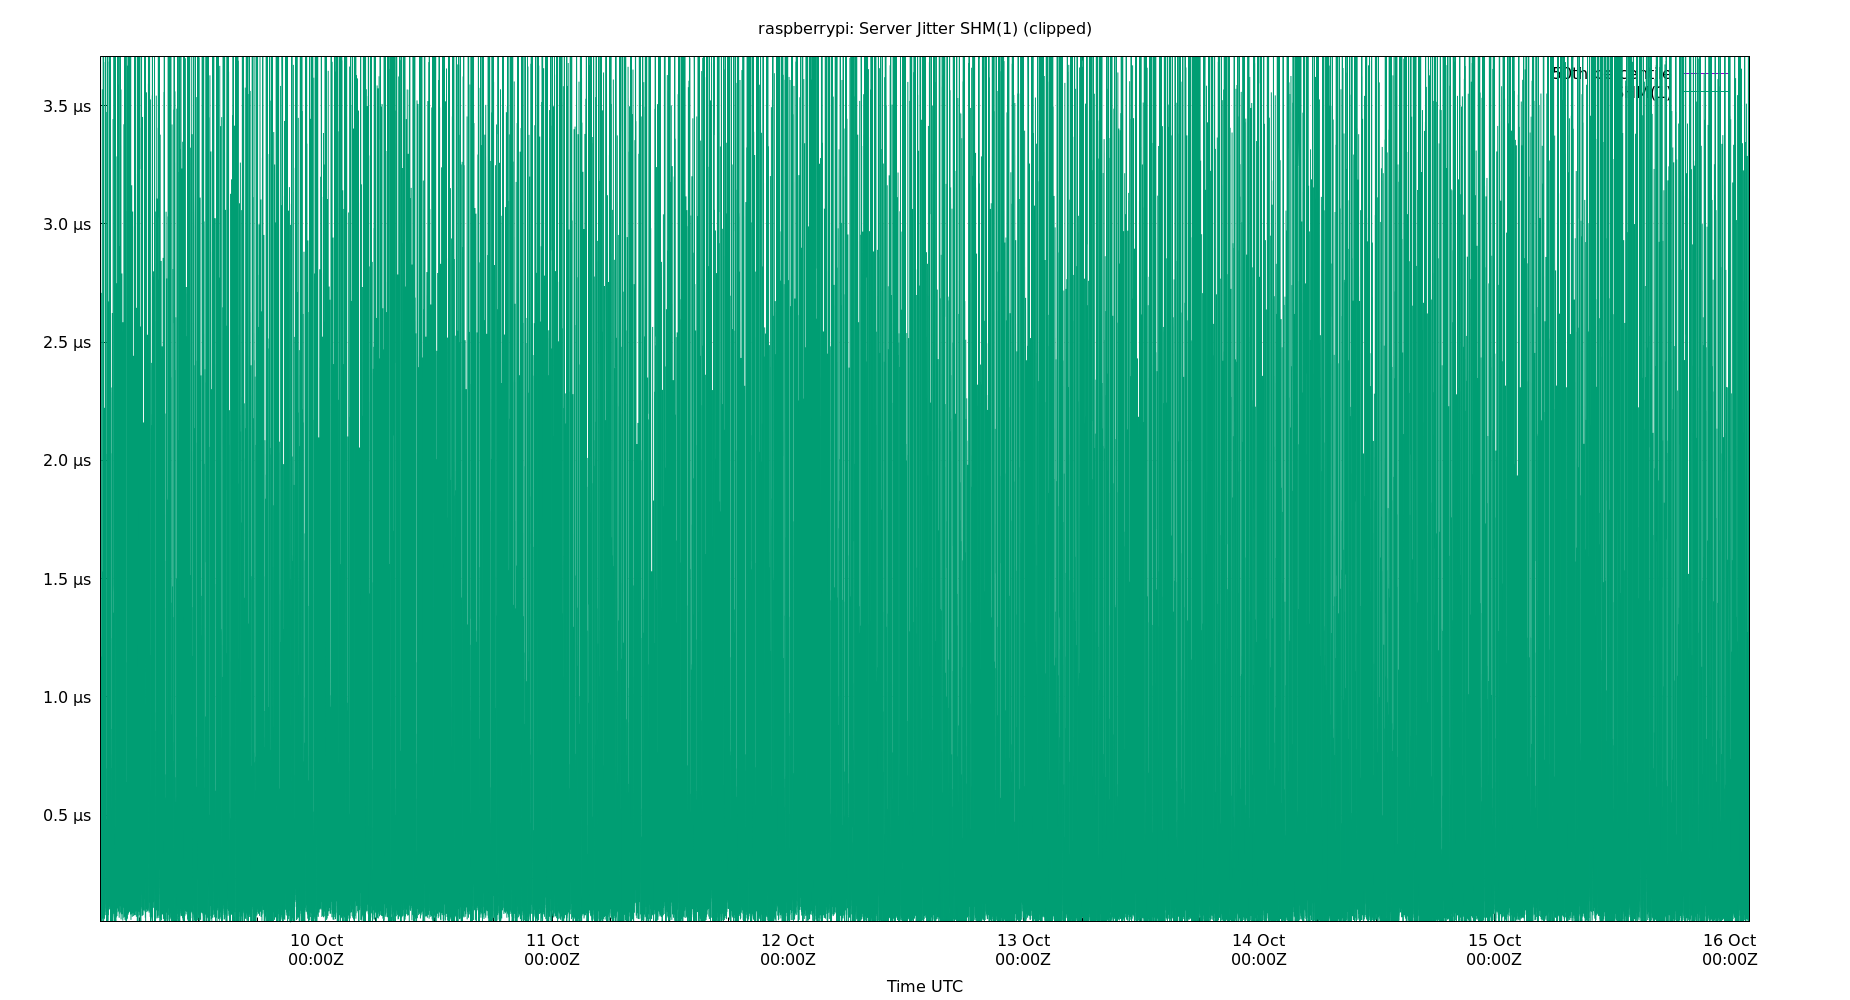 raspberrypi: Server Jitter SHM(1) (clipped)
3.5 µs
3.0 µs
2.5 µs
2.0 µs
1.5 µs
1.0 µs
0.5 µs
10 Oct
00:00Z
11 Oct
00:00Z
12 Oct
00:00Z
13 Oct
00:00Z
14 Oct
00:00Z
15 Oct
00:00Z
16 Oct
00:00Z
Time UTC